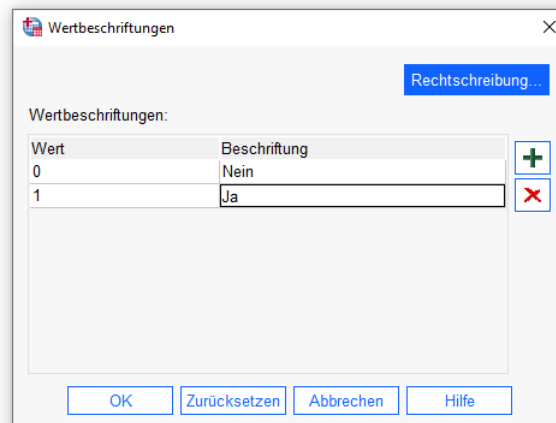 Wertbeschriftungen
Rechtschreibung...
Wertbeschriftungen:
Wert Beschriftung
0 Nein
1 Ja
OK Zurücksetzen Abbrechen Hilfe